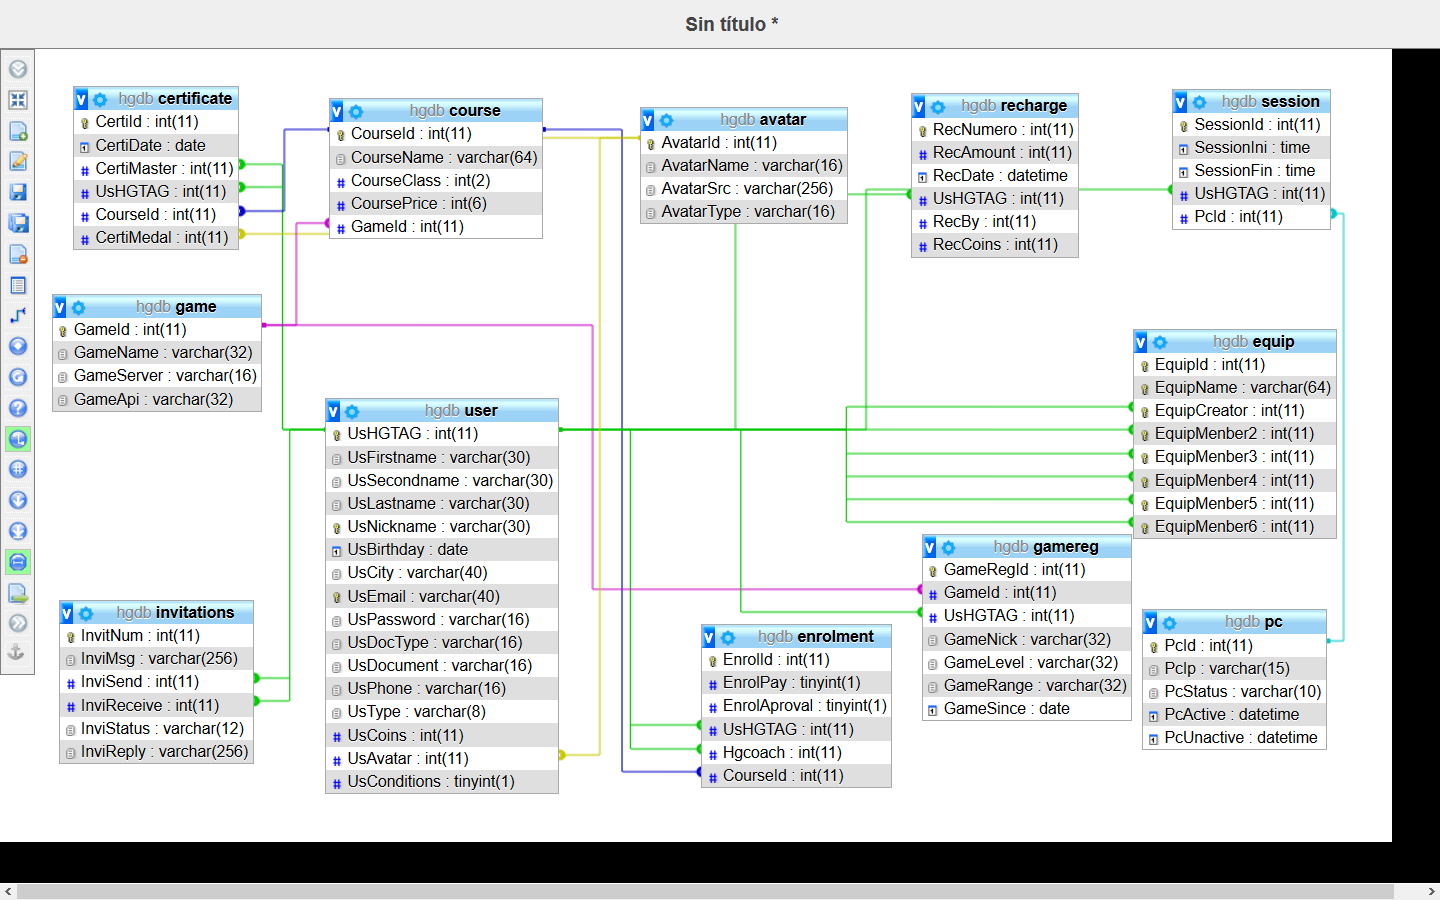 Sin título *
hgdb certificate
CertiId : int(11)
CertiDate : date
CertiMaster : int(11)
UsHGTAG : int(11)
CourseId : int(11)
CertiMedal : int(11)
hgdb course
CourseId : int(11)
CourseName : varchar(64)
CourseClass : int(2)
CoursePrice : int(6)
GameId : int(11)
hgdb avatar
AvatarId : int(11)
AvatarName : varchar(16)
AvatarSrc : varchar(256)
AvatarType : varchar(16)
hgdb recharge
RecNumero : int(11)
RecAmount : int(11)
RecDate : datetime
UsHGTAG : int(11)
RecBy : int(11)
RecCoins : int(11)
hgdb session
SessionId : int(11)
SessionIni : time
SessionFin : time
UsHGTAG : int(11)
PcId : int(11)
hgdb game
GameId : int(11)
GameName : varchar(32)
GameServer : varchar(16)
GameApi : varchar(32)
hgdb user
UsHGTAG : int(11)
UsFirstname : varchar(30)
UsSecondname : varchar(30)
UsLastname : varchar(30)
UsNickname : varchar(30)
UsBirthday : date
UsCity : varchar(40)
UsEmail : varchar(40)
UsPassword : varchar(16)
UsDocType : varchar(16)
UsDocument : varchar(16)
UsPhone : varchar(16)
UsType : varchar(8)
UsCoins : int(11)
UsAvatar : int(11)
UsConditions : tinyint(1)
hgdb equip
EquipId : int(11)
EquipName : varchar(64)
EquipCreator : int(11)
EquipMenber2 : int(11)
EquipMenber3 : int(11)
EquipMenber4 : int(11)
EquipMenber5 : int(11)
EquipMenber6 : int(11)
hgdb gamereg
GameRegId : int(11)
GameId : int(11)
UsHGTAG : int(11)
GameNick : varchar(32)
GameLevel : varchar(32)
GameRange : varchar(32)
GameSince : date
hgdb invitations
InvitNum : int(11)
InviMsg : varchar(256)
InviSend : int(11)
InviReceive : int(11)
InviStatus : varchar(12)
InviReply : varchar(256)
hgdb enrolment
EnrolId : int(11)
EnrolPay : tinyint(1)
EnrolAproval : tinyint(1)
UsHGTAG : int(11)
Hgcoach : int(11)
CourseId : int(11)
hgdb pc
PcId : int(11)
PcIp : varchar(15)
PcStatus : varchar(10)
PcActive : datetime
PcUnactive : datetime